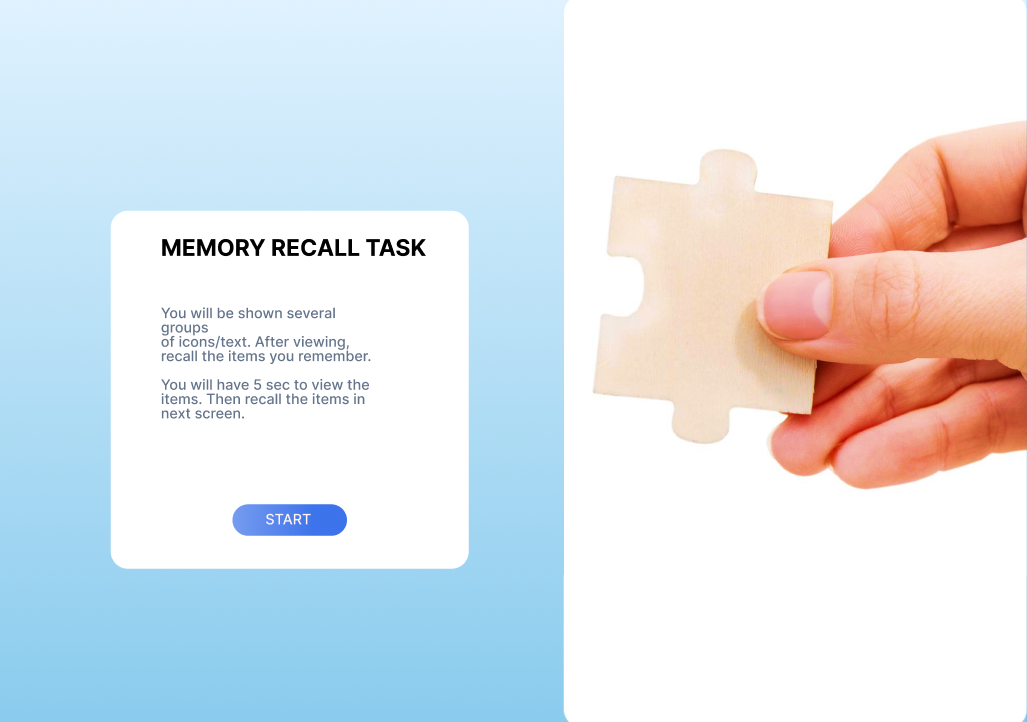 MEMORY RECALL TASK
You will be shown several
groups
of icons/text. After viewing,
recall the items you remember.
You will have 5 sec to view the
items. Then recall the items in
next screen.
START